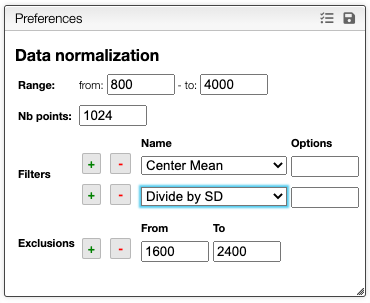 Preferences
Data normalization
Range: from: 800 - to: 4000
Nb points: 1024
Name Options
Filters
+ - Center Mean
+ - Divide by SD
From To
Exclusions + - 1600 2400